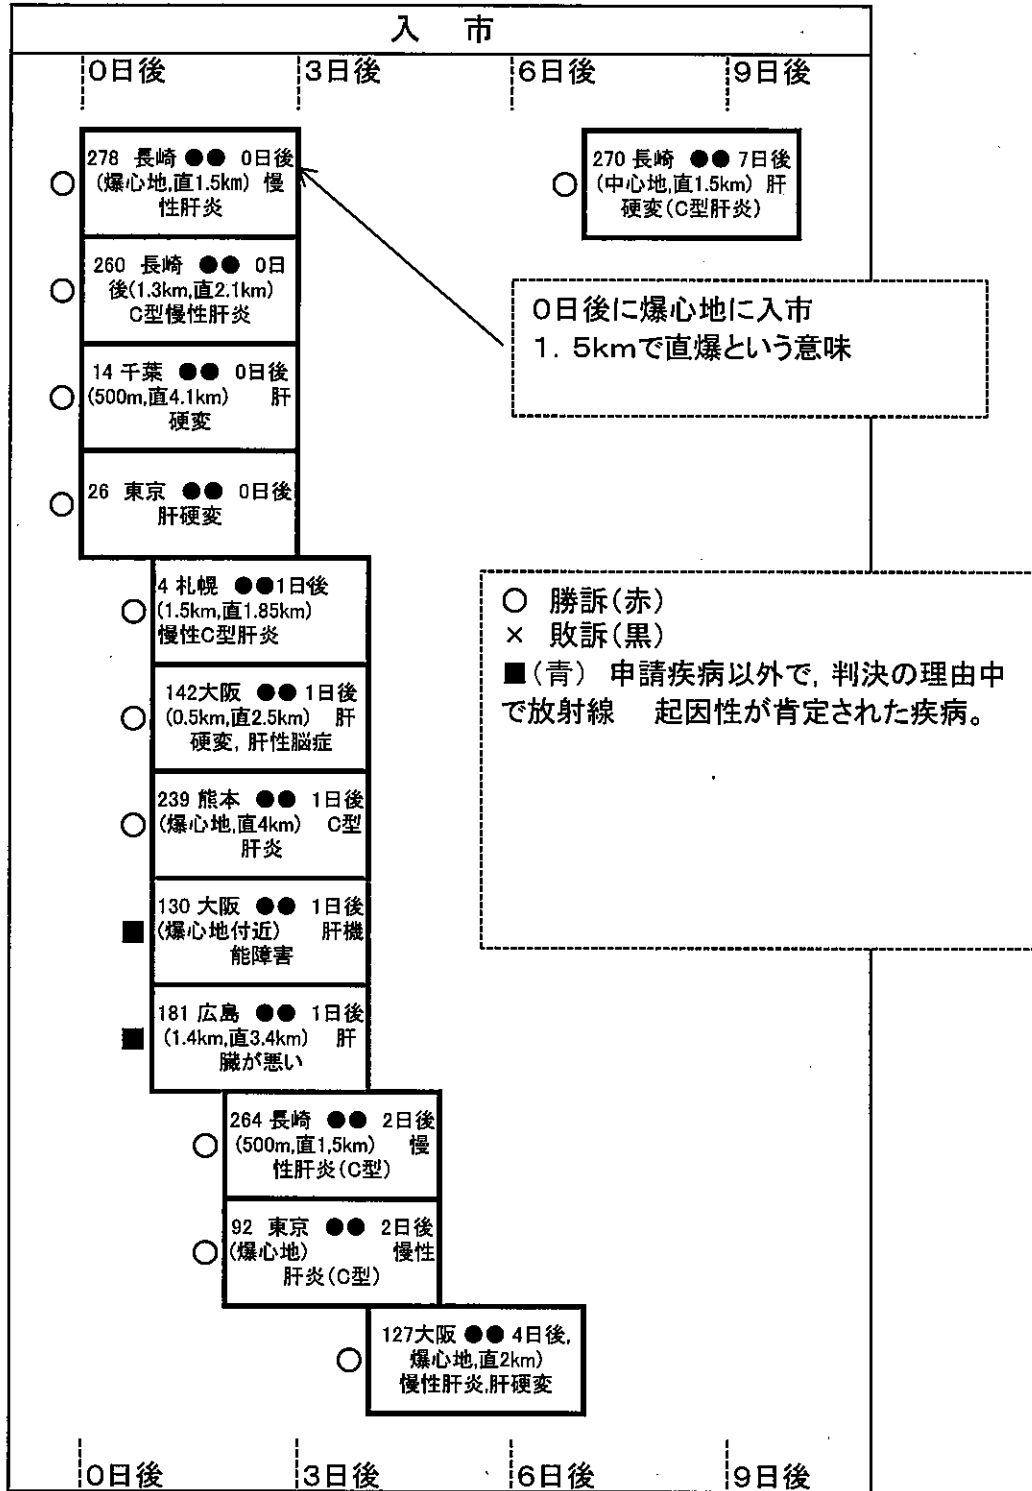 入 市
0日後 3日後 6日後 9日後
278 長崎 ●● 0日後
(爆心地,直1.5km) 慢
性肝炎
270 長崎 ●● 7日後
(中心地,直1.5km) 肝
硬変(C型肝炎)
260 長崎 ●● 0日
後(1.3km,直2.1km)
C型慢性肝炎
0日後に爆心地に入市
1.5kmで直爆という意味
14 千葉 ●● 0日後
(500m,直4.1km) 肝
硬変
26 東京 ●● 0日後
肝硬変
4 札幌 ●●1日後
(1.5km,直1.85km)
慢性C型肝炎
○ 勝訴(赤)
× 敗訴(黒)
■(青) 申請疾病以外で, 判決の理由中
で放射線 起因性が肯定された疾病。
142大阪 ●● 1日後
(0.5km,直2.5km) 肝
硬変, 肝性脳症
239 熊本 ●● 1日後
(爆心地,直4km) C型
肝炎
130 大阪 ●● 1日後
(爆心地付近) 肝機
能障害
181 広島 ●● 1日後
(1.4km,直3.4km) 肝
臓が悪い
264 長崎 ●● 2日後
(500m,直1,5km) 慢
性肝炎(C型)
92 東京 ●● 2日後
(爆心地) 慢性
肝炎(C型)
127大阪 ●● 4日後,
爆心地,直2km)
慢性肝炎,肝硬変
0日後 3日後 6日後 9日後